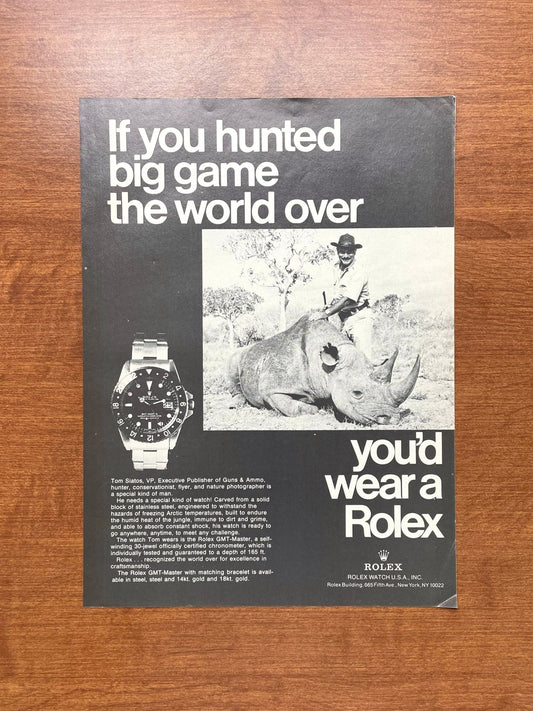 If you hunted
big game
the world over
you'd
wear a
Rolex
Tom Siatos, VP, Executive Publisher of Guns & Ammo,
hunter, conservationist, flyer, and nature photographer is
a special kind of man.
He needs a special kind of watch! Carved from a solid
block of stainless steel, engineered to withstand the
hazards of freezing Arctic temperatures, built to endure
the humid heat of the jungle, immune to dirt and grime,
and able to absorb constant shock, his watch is ready to
go anywhere, anytime, to meet any challenge.
The watch Tom wears is the Rolex GMT-Master, a self-
winding 30-jewel officially certified chronometer, which is
individually tested and guaranteed to a depth of 165 ft.
Rolex . . . recognized the world over for excellence in
craftsmanship.
The Rolex GMT-Master with matching bracelet is avail-
able in steel, steel and 14kt. gold and 18kt. gold.
ROLEX
ROLEX WATCH U.S.A., INC.
Rolex Building, 665 Fifth Ave., New York, NY 10022